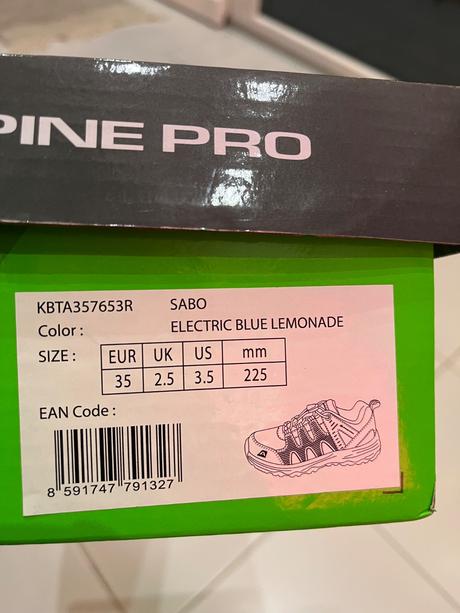 PINE PRO
KBTA357653R SABO
Color : ELECTRIC BLUE LEMONADE
SIZE : EUR UK US mm
35 2.5 3.5 225
EAN Code :
8 591747 791327